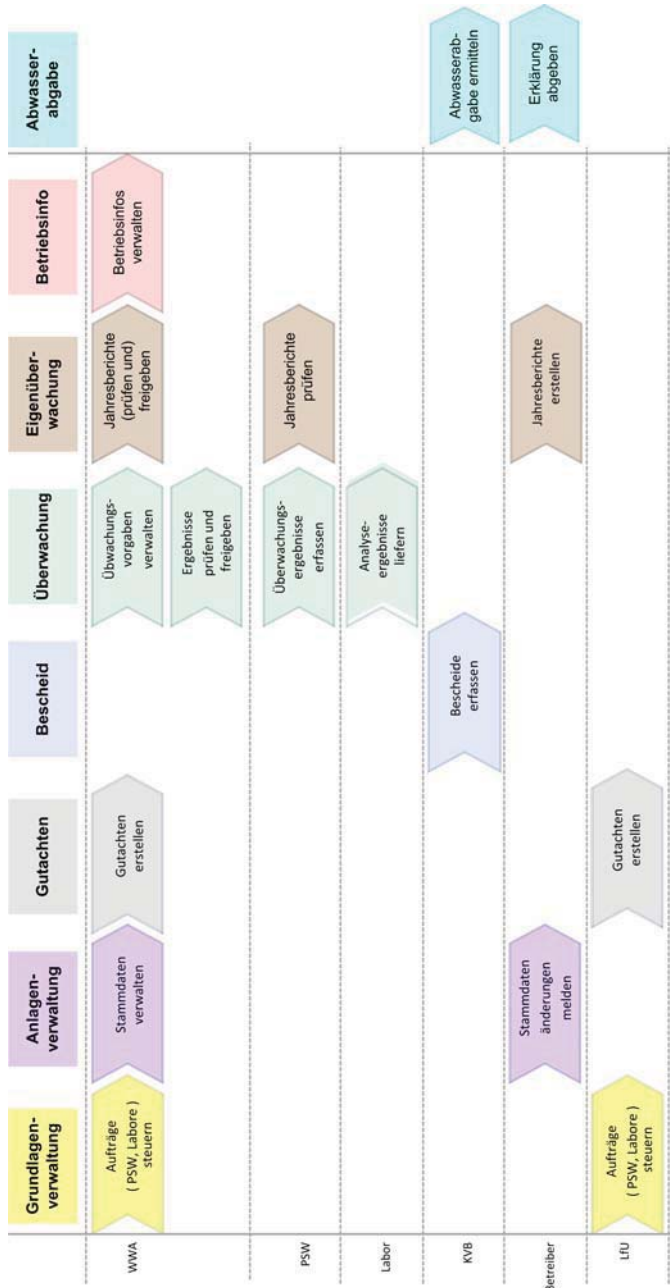 Grundlagen-
verwaltung
Anlagen-
verwaltung
Gutachten
Bescheid
Überwachung
Eigenüber-
wachung
Betriebsinfo
Abwasser-
abgabe
WWA
Aufträge
( PSW, Labore )
steuern
Stammdaten
verwalten
Gutachten
erstellen
Übwachungs-
vorgaben
verwalten
Jahresberichte
(prüfen und)
freigeben
Betriebsinfos
verwalten
Ergebnisse
prüfen und
freigeben
PSW
Überwachungs-
ergebnisse
erfassen
Jahresberichte
prüfen
Labor
Analyse-
ergebnisse
liefern
KVB
Bescheide
erfassen
Abwasserab-
gabe ermitteln
Betreiber
Stammdaten
änderungen
melden
Jahresberichte
erstellen
Erklärung
abgeben
LfU
Aufträge
( PSW, Labore )
steuern
Gutachten
erstellen